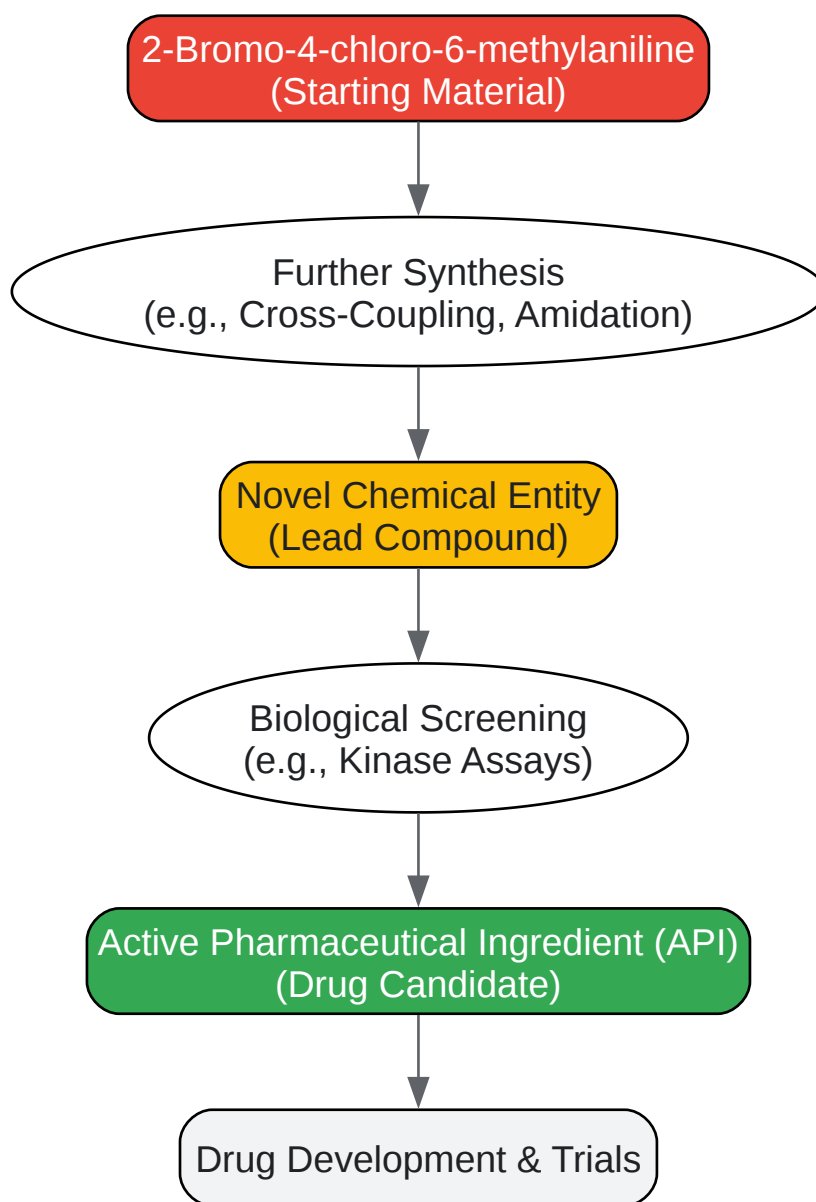 2-Bromo-4-chloro-6-methylaniline
(Starting Material)
Further Synthesis
(e.g., Cross-Coupling, Amidation)
Novel Chemical Entity
(Lead Compound)
Biological Screening
(e.g., Kinase Assays)
Active Pharmaceutical Ingredient (API)
(Drug Candidate)
Drug Development & Trials